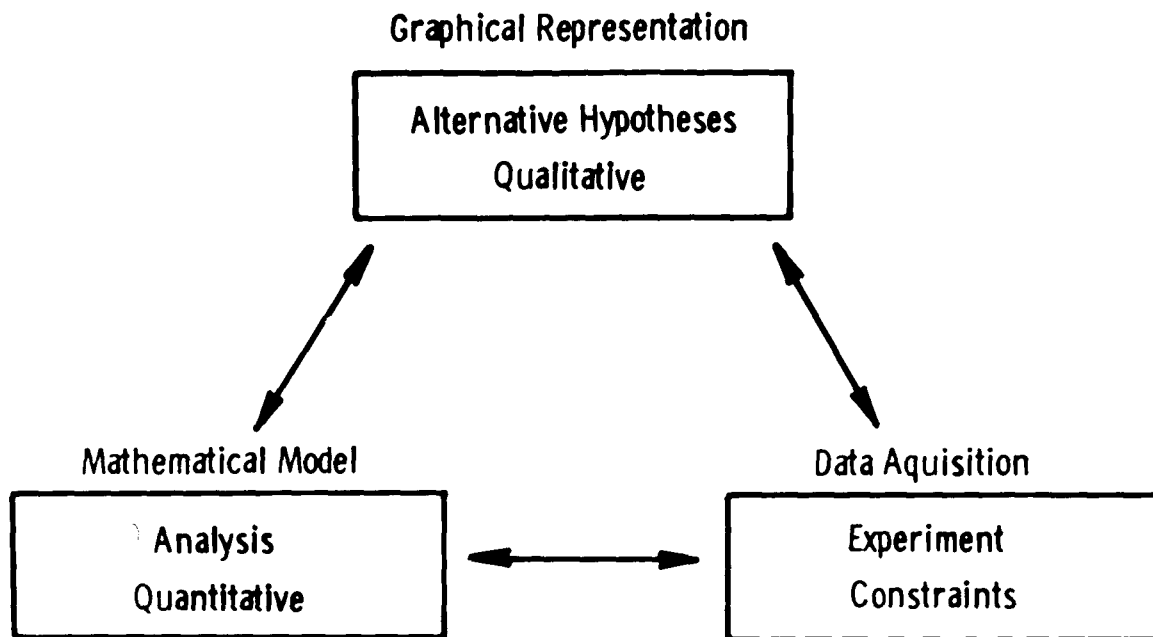 Graphical Representation
Alternative Hypotheses
Qualitative
Mathematical Model
Analysis
Quantitative
Data Aquisition
Experiment
Constraints